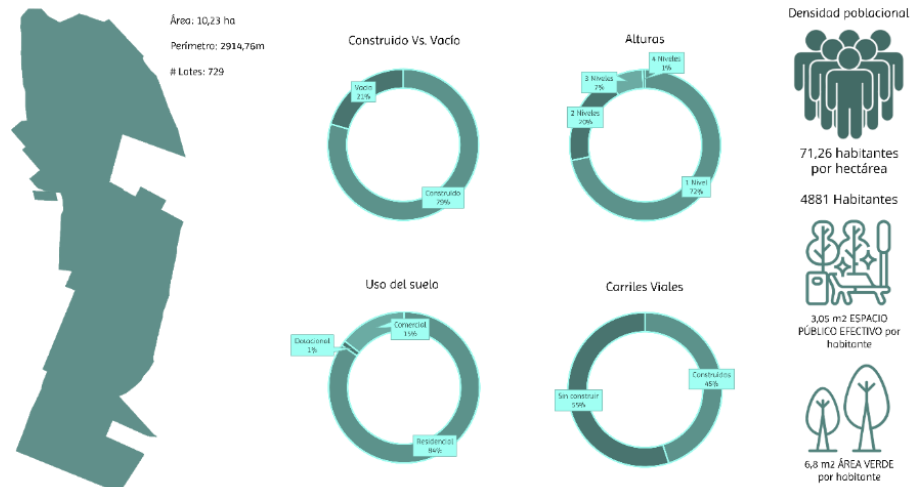 Área: 10,23 ha
Perímetro: 2914,76m
# Lotes: 729
Construido Vs. Vacío
Vacio
21%
Construido
79%
Alturas
4 Niveles
1%
3 Niveles
7%
2 Niveles
20%
1 Nivel
72%
Densidad poblacional
71,26 habitantes
por hectárea
4881 Habitantes
3,05 m2 ESPACIO
PÚBLICO EFECTIVO por
habitante
6,8 m2 ÁREA VERDE
por habitante
Uso del suelo
Comercial
15%
Dotacional
1%
Residencial
84%
Carriles Viales
Construidos
45%
Sin construir
55%